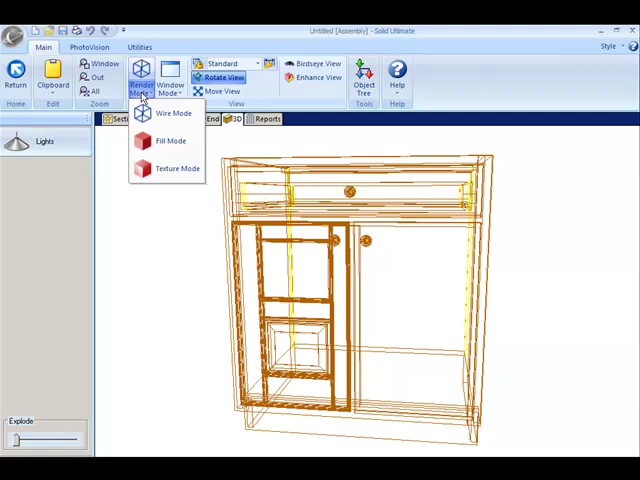 Untitled [Assembly] - Solid Ultimate
Main PhotoVision Utilities Style
Return Clipboard Window Out All Render Mode Window Mode Standard Rotate View Move View Birdseye View Enhance View Object Tree Help
Home Edit Zoom View Tools Help
Secti End 3D Reports
Wire Mode
Fill Mode
Texture Mode
Lights
Explode